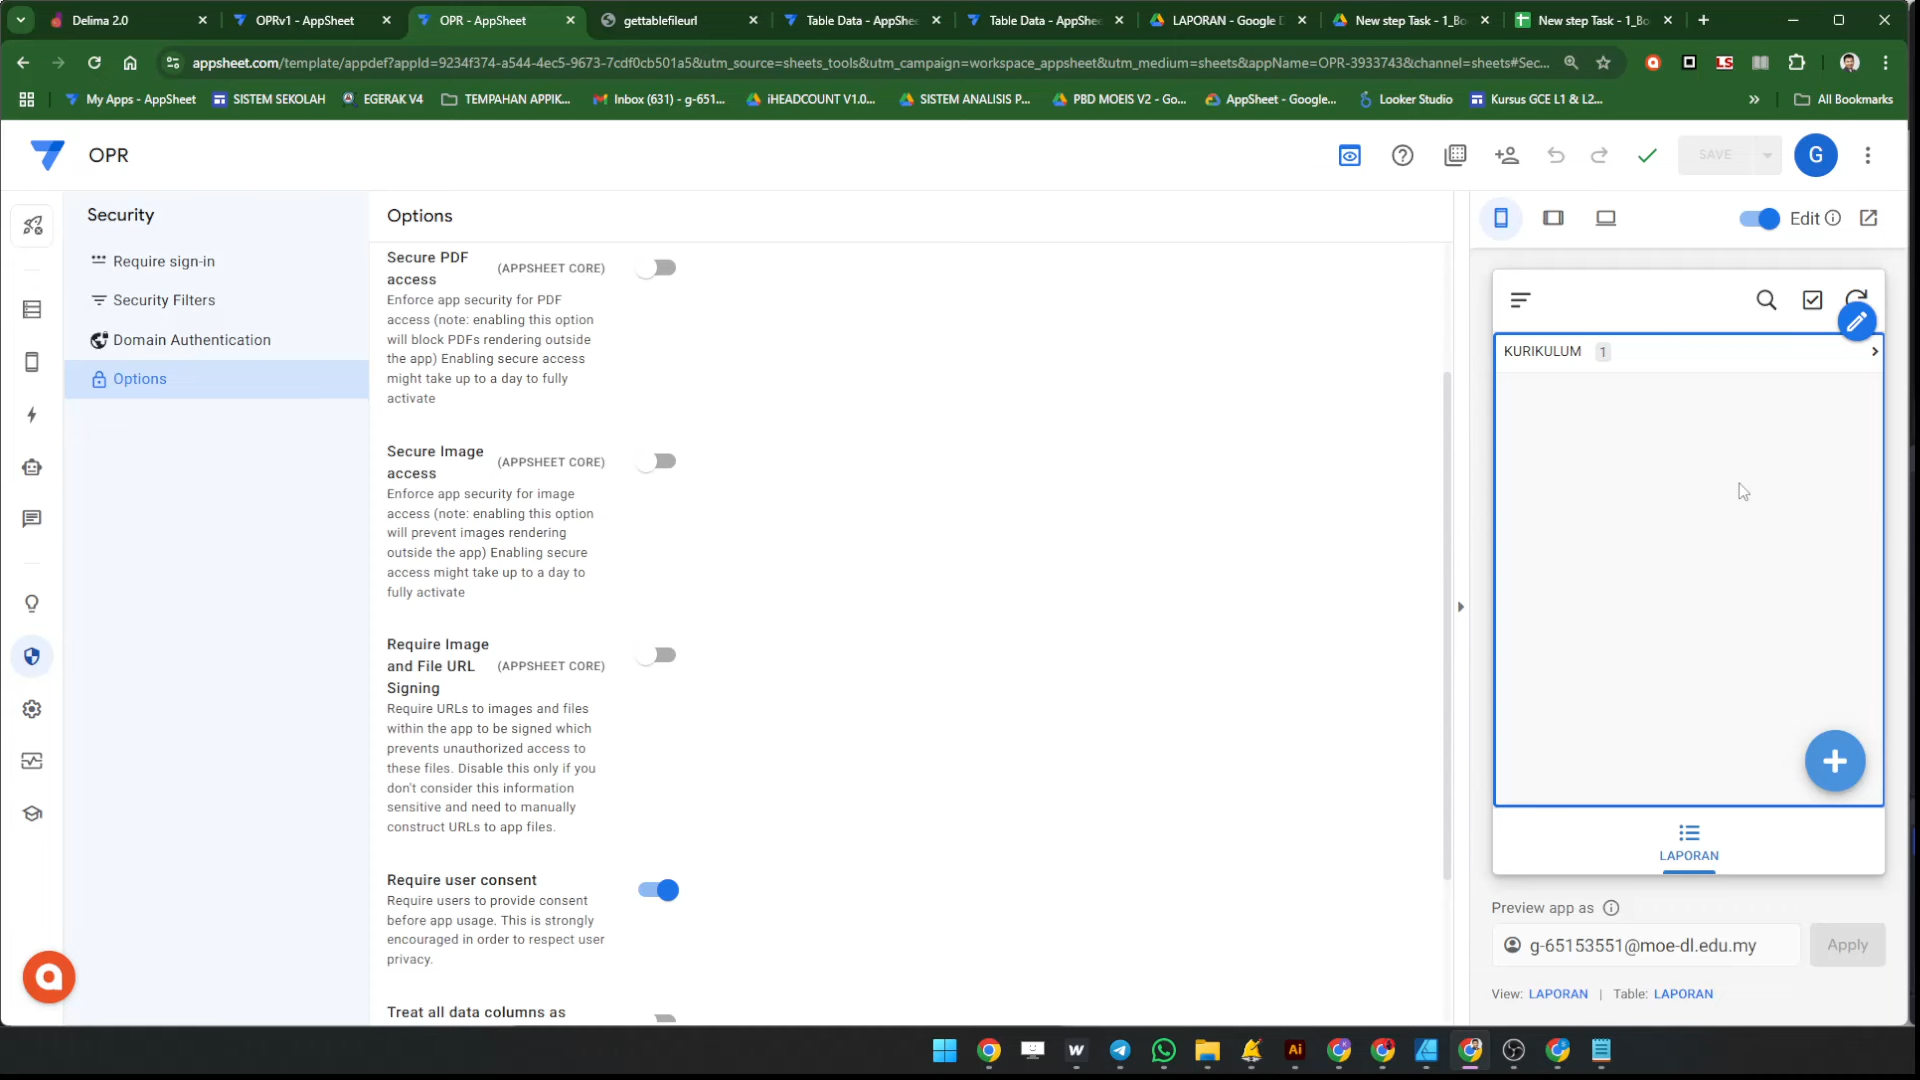 Delima 2.0
OPRv1 - AppSheet
OPR - AppSheet
gettablefileurl
Table Data - AppShe
Table Data - AppShe
LAPORAN - Google D
New step Task - 1_Bo
New step Task - 1_Bo
appsheet.com/template/appdef?appId=9234f374-a544-4ec5-9673-7cdf0cb501a5&utm_source=sheets_tools&utm_campaign=workspace_appsheet&utm_medium=sheets&appName=OPR-3933743&channel=sheets#Sec...
My Apps - AppSheet
SISTEM SEKOLAH
EGERAK V4
TEMPAHAN APPIK...
Inbox (631) - g-651...
iHEADCOUNT V1.0...
SISTEM ANALISIS P...
PBD MOEIS V2 - Go...
AppSheet - Google...
Looker Studio
Kursus GCE L1 & L2...
All Bookmarks
OPR
SAVE
G
Security
Require sign-in
Security Filters
Domain Authentication
Options
Options
Secure PDF access
(APPSHEET CORE)
Enforce app security for PDF
access (note: enabling this option
will block PDFs rendering outside
the app) Enabling secure access
might take up to a day to fully
activate
Secure Image access
(APPSHEET CORE)
Enforce app security for image
access (note: enabling this option
will prevent images rendering
outside the app) Enabling secure
access might take up to a day to
fully activate
Require Image and File URL Signing
(APPSHEET CORE)
Require URLs to images and files
within the app to be signed which
prevents unauthorized access to
these files. Disable this only if you
don't consider this information
sensitive and need to manually
construct URLs to app files.
Require user consent
Require users to provide consent
before app usage. This is strongly
encouraged in order to respect user
privacy.
Treat all data columns as
Edit
KURIKULUM 1
LAPORAN
Preview app as
g-65153551@moe-dl.edu.my
Apply
View: LAPORAN | Table: LAPORAN